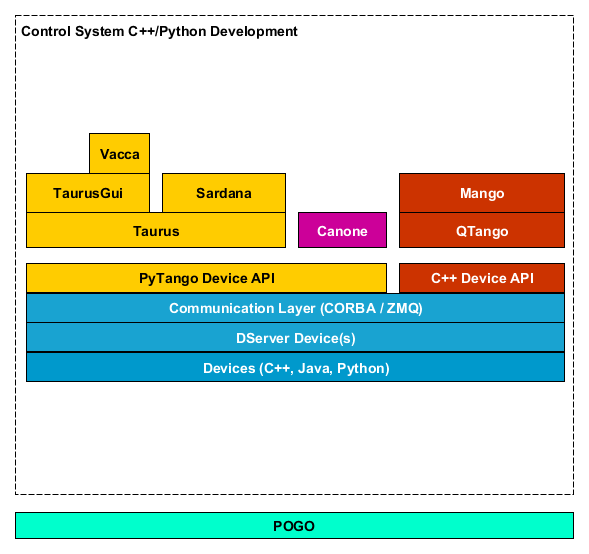 Control System C++/Python Development
Vacca
TaurusGui
Sardana
Mango
Taurus
Canone
QTango
PyTango Device API
C++ Device API
Communication Layer (CORBA / ZMQ)
DServer Device(s)
Devices (C++, Java, Python)
POGO